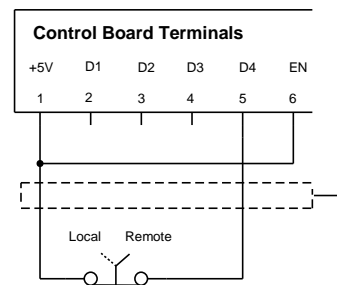 Control Board Terminals
+5V D1 D2 D3 D4 EN
1 2 3 4 5 6
Local Remote